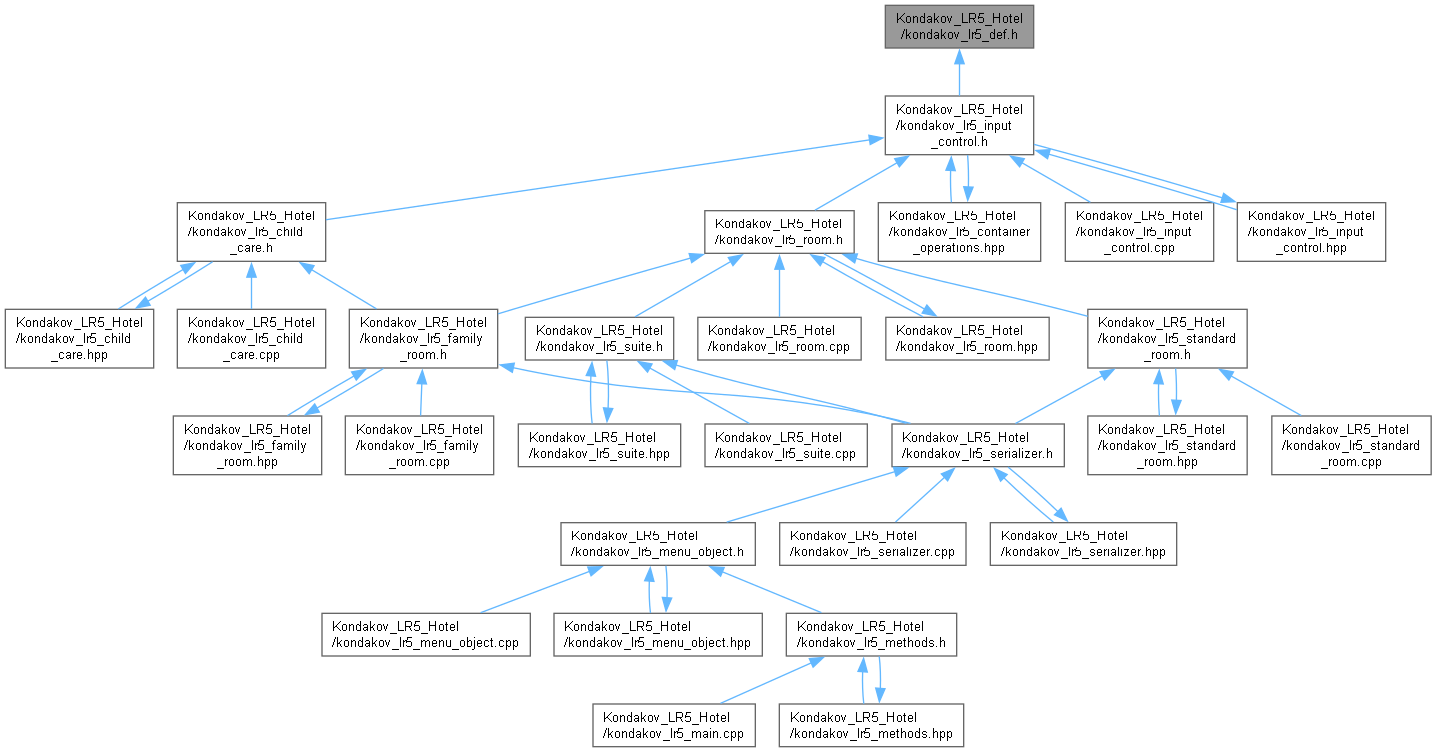 Kondakov_LR5_Hotel
/kondakov_lr5_def.h
Kondakov_LR5_Hotel
/kondakov_lr5_input
_control.h
Kondakov_LR5_Hotel
/kondakov_lr5_child
_care.h
Kondakov_LR5_Hotel
/kondakov_lr5_room.h
Kondakov_LR5_Hotel
/kondakov_lr5_container
_operations.hpp
Kondakov_LR5_Hotel
/kondakov_lr5_input
_control.cpp
Kondakov_LR5_Hotel
/kondakov_lr5_input
_control.hpp
Kondakov_LR5_Hotel
/kondakov_lr5_child
_care.hpp
Kondakov_LR5_Hotel
/kondakov_lr5_child
_care.cpp
Kondakov_LR5_Hotel
/kondakov_lr5_family
_room.h
Kondakov_LR5_Hotel
/kondakov_lr5_suite.h
Kondakov_LR5_Hotel
/kondakov_lr5_room.cpp
Kondakov_LR5_Hotel
/kondakov_lr5_room.hpp
Kondakov_LR5_Hotel
/kondakov_lr5_standard
_room.h
Kondakov_LR5_Hotel
/kondakov_lr5_family
_room.hpp
Kondakov_LR5_Hotel
/kondakov_lr5_family
_room.cpp
Kondakov_LR5_Hotel
/kondakov_lr5_suite.hpp
Kondakov_LR5_Hotel
/kondakov_lr5_suite.cpp
Kondakov_LR5_Hotel
/kondakov_lr5_serializer.h
Kondakov_LR5_Hotel
/kondakov_lr5_standard
_room.hpp
Kondakov_LR5_Hotel
/kondakov_lr5_standard
_room.cpp
Kondakov_LR5_Hotel
/kondakov_lr5_menu_object.h
Kondakov_LR5_Hotel
/kondakov_lr5_serializer.cpp
Kondakov_LR5_Hotel
/kondakov_lr5_serializer.hpp
Kondakov_LR5_Hotel
/kondakov_lr5_menu_object.cpp
Kondakov_LR5_Hotel
/kondakov_lr5_menu_object.hpp
Kondakov_LR5_Hotel
/kondakov_lr5_methods.h
Kondakov_LR5_Hotel
/kondakov_lr5_main.cpp
Kondakov_LR5_Hotel
/kondakov_lr5_methods.hpp